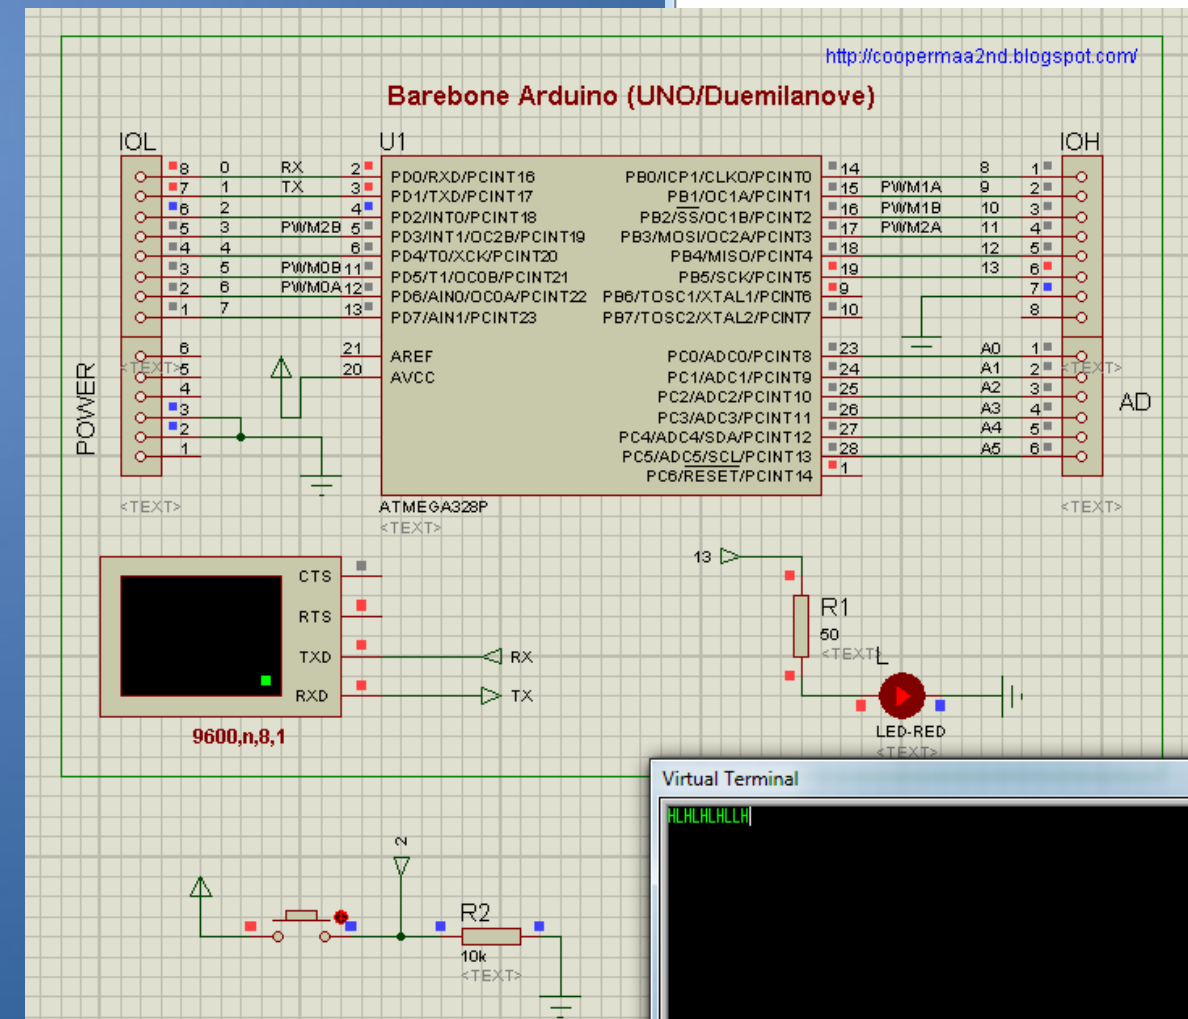 http://coopermaa2nd.blogspot.com/
Barebone Arduino (UNO/Duemilanove)
IOL U1 IOH
8 0 RX 2 PD0/RXD/PCINT16 PB0/ICP1/CLKO/PCINT0 14 8 1
7 1 TX 3 PD1/TXD/PCINT17 PB1/OC1A/PCINT1 15 PWM1A 9 2
6 2 4 PD2/INT0/PCINT18 PB2/SS/OC1B/PCINT2 16 PWM1B 10 3
5 3 PWM2B 5 PD3/INT1/OC2B/PCINT19 PB3/MOSI/OC2A/PCINT3 17 PWM2A 11 4
4 4 6 PD4/T0/XCK/PCINT20 PB4/MISO/PCINT4 18 12 5
3 5 PWM0B 11 PD5/T1/OC0B/PCINT21 PB5/SCK/PCINT5 19 13 6
2 6 PWM0A 12 PD6/AIN0/OC0A/PCINT22 PB6/TOSC1/XTAL1/PCINT6 9 7
1 7 13 PD7/AIN1/PCINT23 PB7/TOSC2/XTAL2/PCINT7 10 8
6 21 AREF PC0/ADC0/PCINT8 23 A0 1
<TEXT> 5 20 AVCC PC1/ADC1/PCINT9 24 A1 2 <TEXT>
4 PC2/ADC2/PCINT10 25 A2 3
POWER 3 PC3/ADC3/PCINT11 26 A3 4 AD
2 PC4/ADC4/SDA/PCINT12 27 A4 5
1 PC5/ADC5/SCL/PCINT13 28 A5 6
PC6/RESET/PCINT14 1
<TEXT> ATMEGA328P <TEXT>
<TEXT>
CTS
RTS
TXD RX
RXD TX
9600,n,8,1
13
R1
50
<TEXT>
L
LED-RED
<TEXT>
Virtual Terminal
HLHLHLHLLH
2
R2
10k
<TEXT>